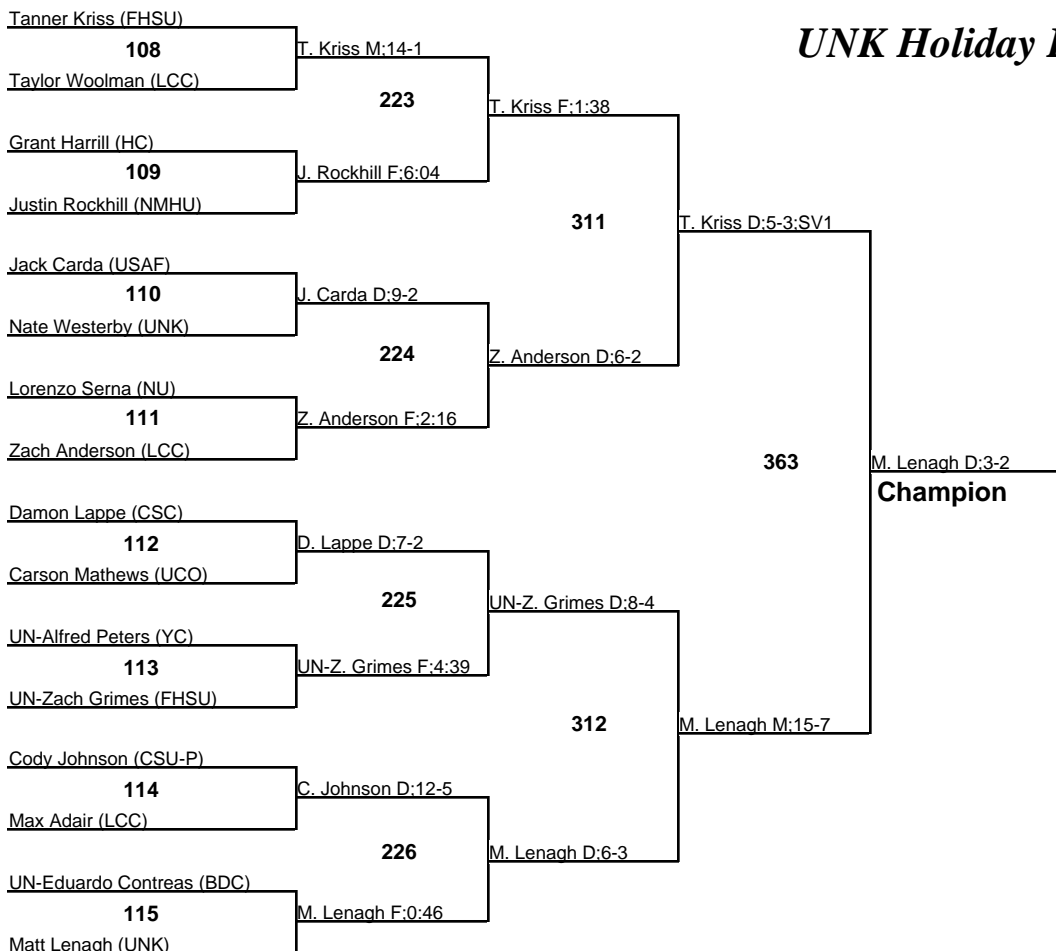 Tanner Kriss (FHSU)
UNK Holiday
108
T. Kriss M;14-1
Taylor Woolman (LCC)
223
T. Kriss F;1:38
Grant Harrill (HC)
109
J. Rockhill F;6:04
Justin Rockhill (NMHU)
311
T. Kriss D;5-3;SV1
Jack Carda (USAF)
110
J. Carda D;9-2
Nate Westerby (UNK)
224
Z. Anderson D;6-2
Lorenzo Serna (NU)
111
Z. Anderson F;2:16
Zach Anderson (LCC)
363
M. Lenagh D;3-2
Champion
Damon Lappe (CSC)
112
D. Lappe D;7-2
Carson Mathews (UCO)
225
UN-Z. Grimes D;8-4
UN-Alfred Peters (YC)
113
UN-Z. Grimes F;4:39
UN-Zach Grimes (FHSU)
312
M. Lenagh M;15-7
Cody Johnson (CSU-P)
114
C. Johnson D;12-5
Max Adair (LCC)
226
M. Lenagh D;6-3
UN-Eduardo Contreas (BDC)
115
M. Lenagh F;0:46
Matt Lenagh (UNK)